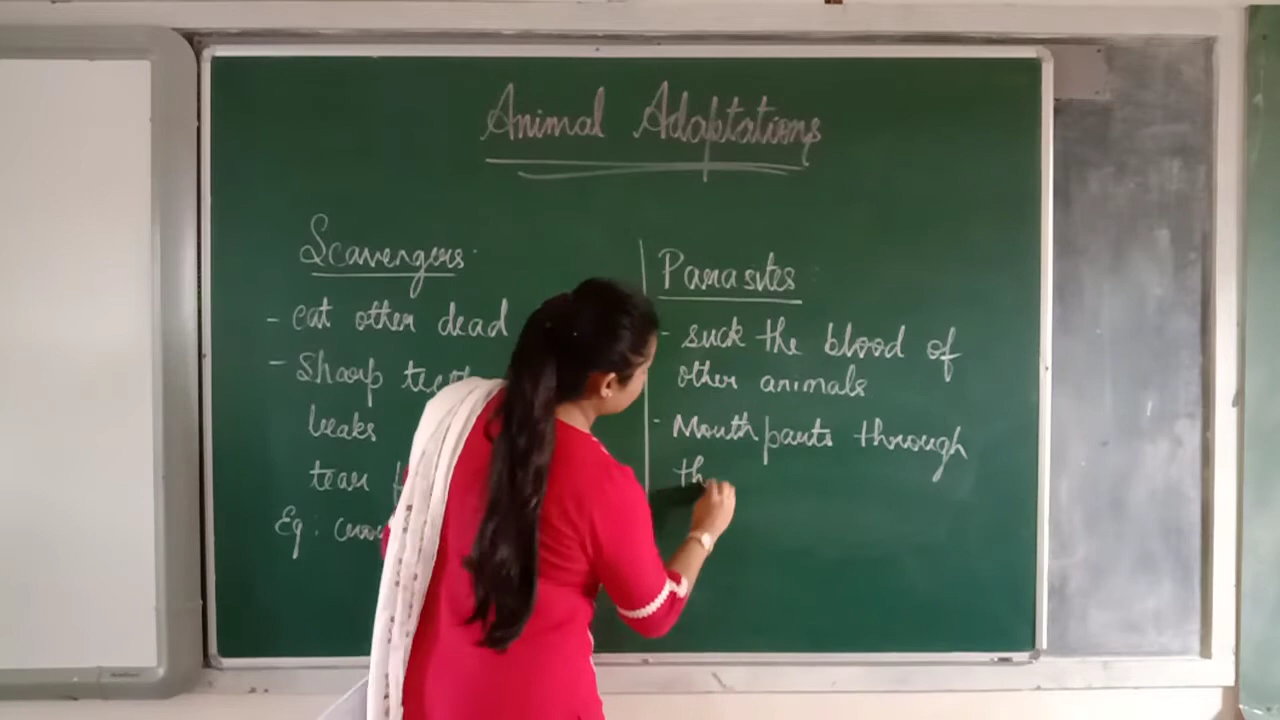 Animal Adaptations
Scavengers
- eat other dead
- Sharp teeth
beaks
tear
Eg:
Parasites
- suck the blood of
other animals
- Mouth parts through
th